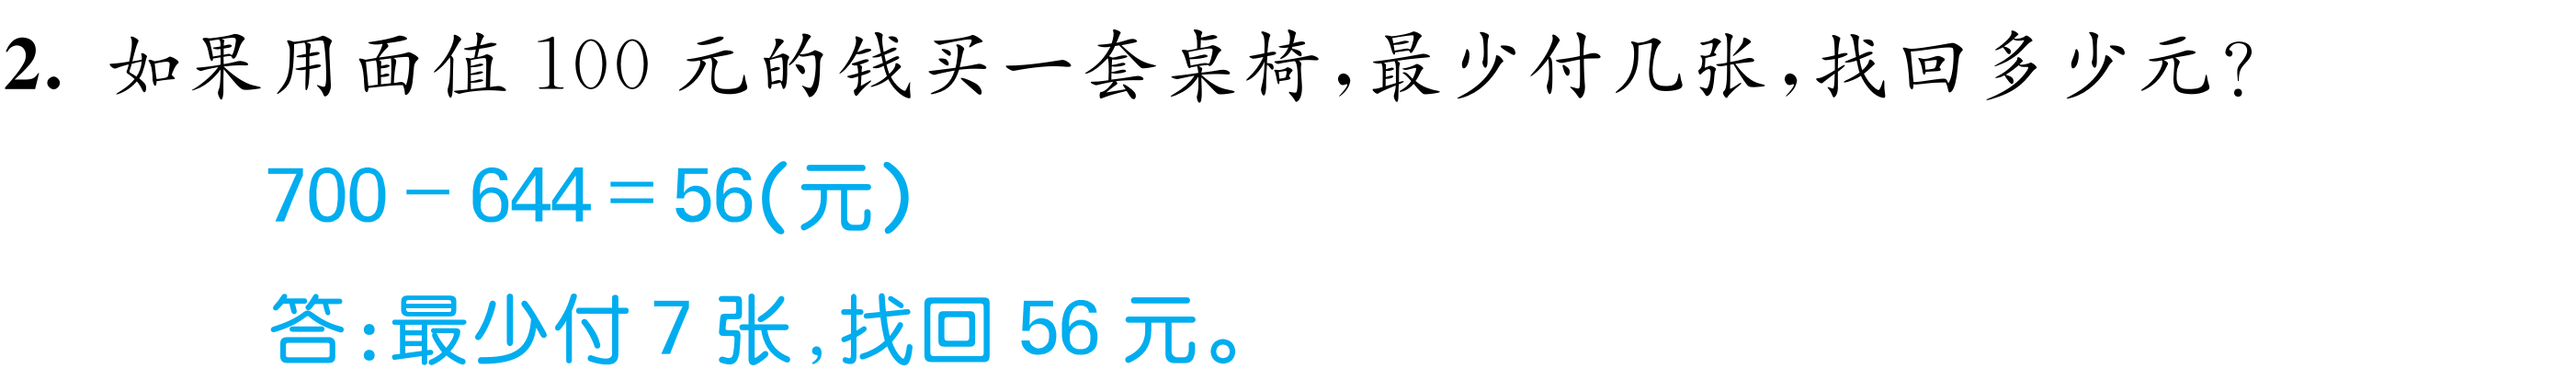 2. 如果用面值 100 元的钱买一套桌椅,最少付几张,找回多少元?
700 - 644 = 56(元)
答:最少付 7 张,找回 56 元。